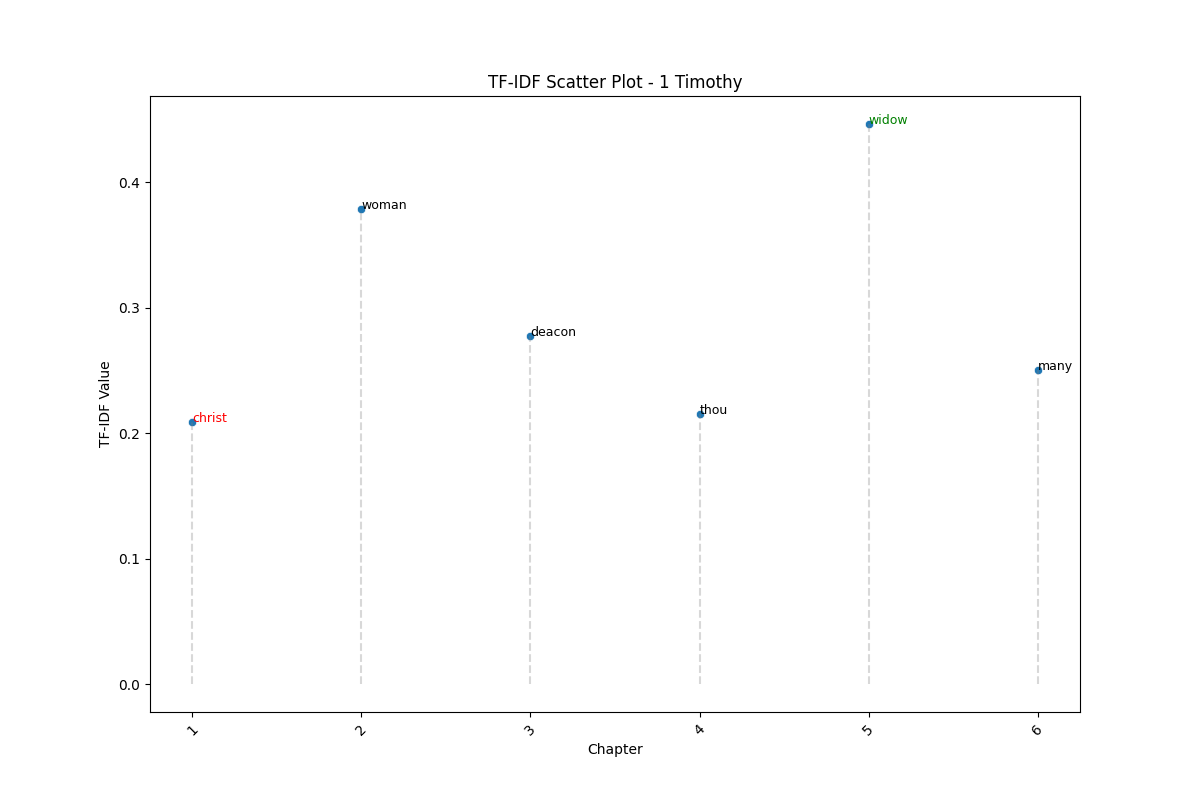 TF-IDF Scatter Plot - 1 Timothy
widow
0.4
woman
0.3
deacon
many
thou
christ
0.2
TF-IDF Value
0.1
0.0
1 2 3 4 5 6
Chapter